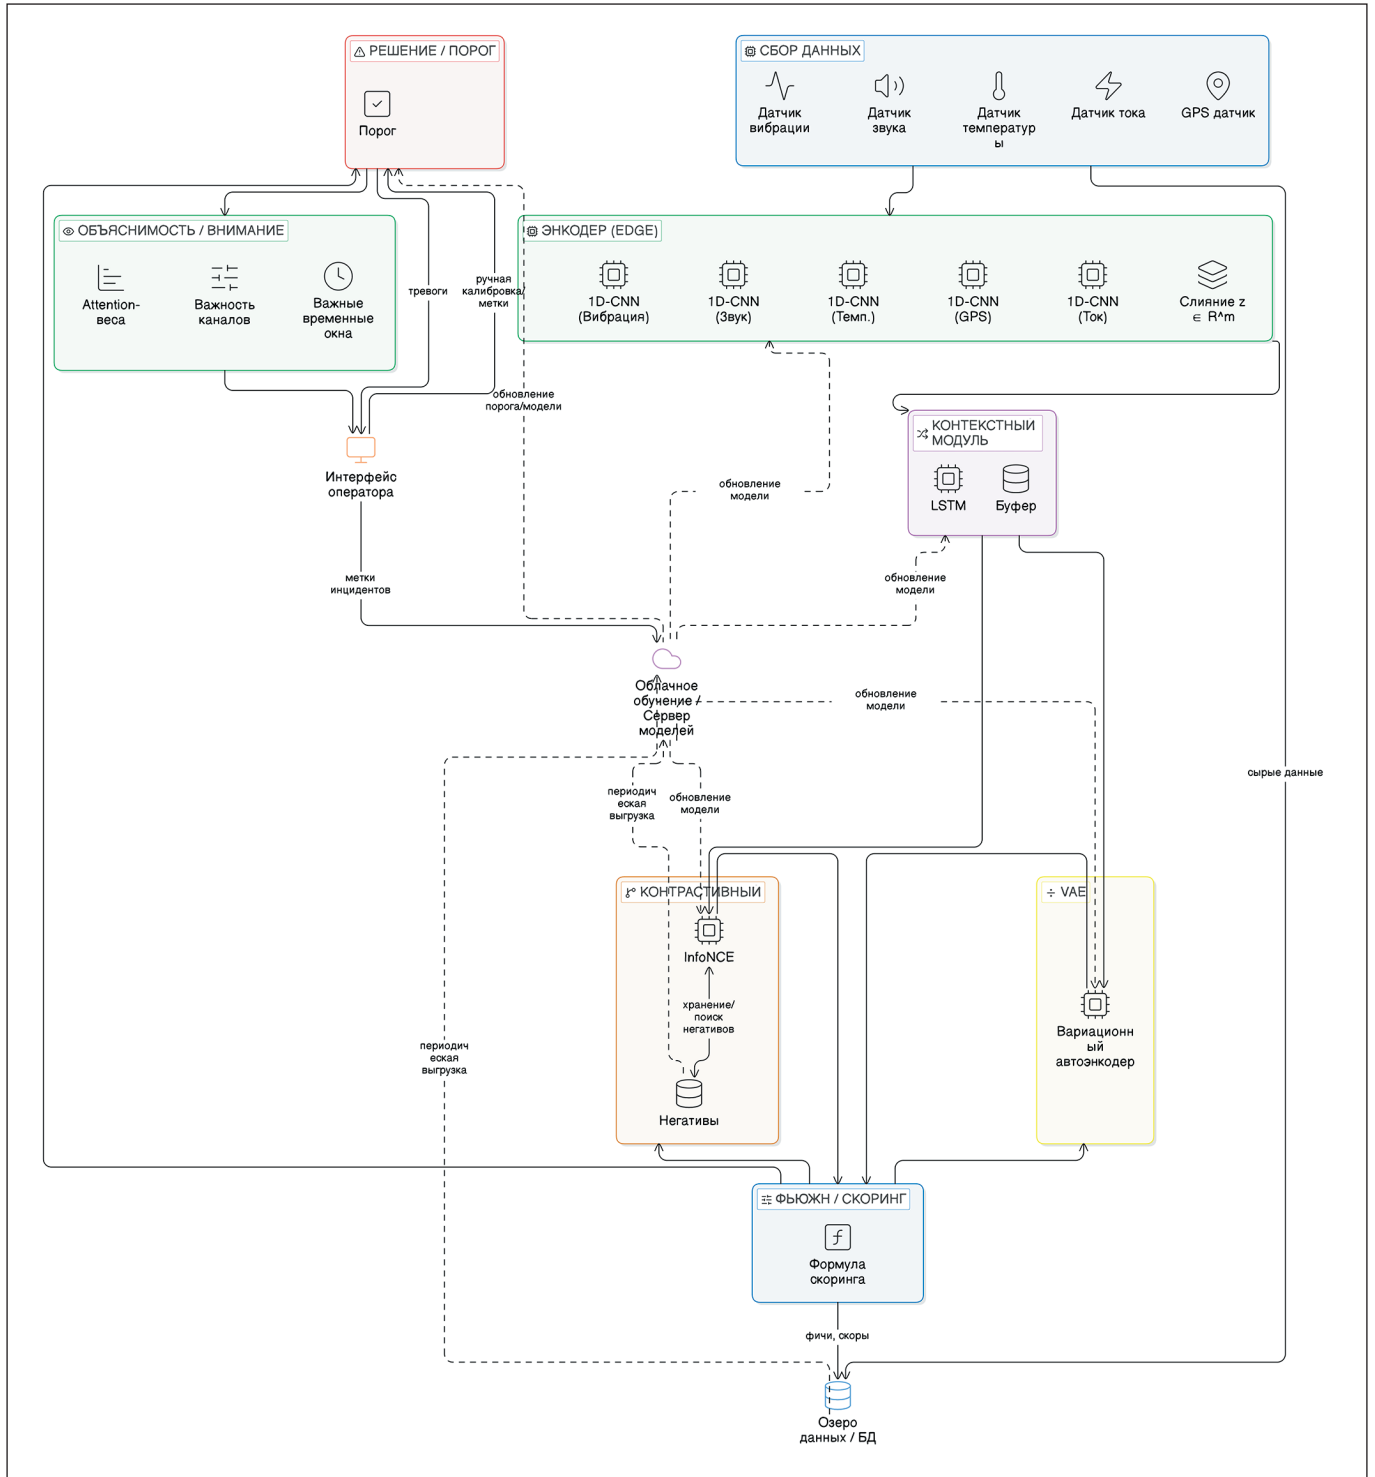 РЕШЕНИЕ / ПОРОГ
Порог
СБОР ДАННЫХ
Датчик
вибрации
Датчик
звука
Датчик
температур
ы
Датчик тока
GPS датчик
ОБЪЯСНИМОСТЬ / ВНИМАНИЕ
Attention-
веса
Важность
каналов
Важные
временные
окна
тревоги
ручная
калибровка/
метки
ЭНКОДЕР (EDGE)
1D-CNN
(Вибрация)
1D-CNN
(Звук)
1D-CNN
(Темп.)
1D-CNN
(GPS)
1D-CNN
(Ток)
Слияние z
∈ R^m
обновление
порога/модели
Интерфейс
оператора
КОНТЕКСТНЫЙ
МОДУЛЬ
LSTM
Буфер
обновление
модели
метки
инцидентов
обновление
модели
Облачное
обучение /
Сервер
моделей
обновление
модели
сырые данные
периодич
еская
выгрузка
обновление
модели
КОНТРАСТИВНЫЙ
InfoNCE
хранение/
поиск
негативов
Негативы
VAE
Вариационн
ый
автоэнкодер
периодич
еская
выгрузка
ФЬЮЖН / СКОРИНГ
Формула
скоринга
фичи, скоры
Озеро
данных / БД